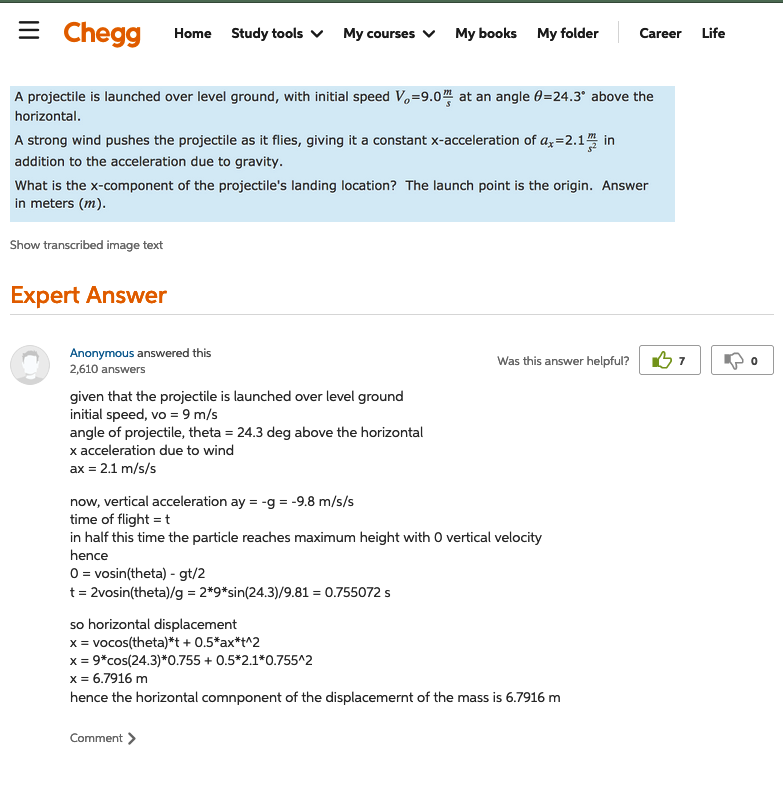 Chegg
Home Study tools My courses My books My folder Career Life
A projectile is launched over level ground, with initial speed Vₒ=9.0 m/s at an angle θ=24.3° above the
horizontal.
A strong wind pushes the projectile as it flies, giving it a constant x-acceleration of aₓ=2.1 m/s² in
addition to the acceleration due to gravity.
What is the x-component of the projectile's landing location? The launch point is the origin. Answer
in meters (m).
Show transcribed image text
Expert Answer
Anonymous answered this
2,610 answers
Was this answer helpful? 7 0
given that the projectile is launched over level ground
initial speed, vo = 9 m/s
angle of projectile, theta = 24.3 deg above the horizontal
x acceleration due to wind
ax = 2.1 m/s/s
now, vertical acceleration ay = -g = -9.8 m/s/s
time of flight = t
in half this time the particle reaches maximum height with 0 vertical velocity
hence
0 = vosin(theta) - gt/2
t = 2vosin(theta)/g = 2*9*sin(24.3)/9.81 = 0.755072 s
so horizontal displacement
x = vocos(theta)*t + 0.5*ax*t^2
x = 9*cos(24.3)*0.755 + 0.5*2.1*0.755^2
x = 6.7916 m
hence the horizontal comnponent of the displacemernt of the mass is 6.7916 m
Comment